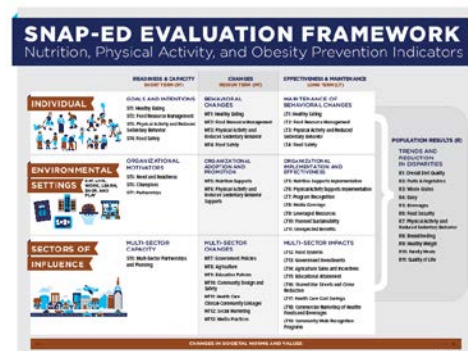 SNAP-ED EVALUATION FRAMEWORK
Nutrition, Physical Activity, and Obesity Prevention Indicators
READINESS & CAPACITY
SHORT TERM (ST)
CHANGES
MEDIUM TERM (MT)
EFFECTIVENESS & MAINTENANCE
LONG TERM (LT)
INDIVIDUAL
GOALS AND INTENTIONS
ST1: Healthy Eating
ST2: Food Resource Management
ST3: Physical Activity and Reduced
Sedentary Behavior
ST4: Food Safety
BEHAVIORAL
CHANGES
MT1: Healthy Eating
MT2: Food Resource Management
MT3: Physical Activity and
Reduced Sedentary Behavior
MT4: Food Safety
MAINTENANCE OF
BEHAVIORAL CHANGES
LT1: Healthy Eating
LT2: Food Resource Management
LT3: Physical Activity and Reduced
Sedentary Behavior
LT4: Food Safety
ENVIRONMENTAL
SETTINGS
EAT, LIVE,
WORK, LEARN,
SHOP, AND
PLAY
ORGANIZATIONAL
MOTIVATORS
ST5: Need and Readiness
ST6: Champions
ST7: Partnerships
ORGANIZATIONAL
ADOPTION AND
PROMOTION
MT5: Nutrition Supports
MT6: Physical Activity and
Reduced Sedentary Behavior
Supports
ORGANIZATIONAL
IMPLEMENTATION AND
EFFECTIVENESS
LT5: Nutrition Supports Implementation
LT6: Physical Activity Supports Implementation
LT7: Program Recognition
LT8: Media Coverage
LT9: Leveraged Resources
LT10: Planned Sustainability
LT11: Unexpected Benefits
SECTORS OF
INFLUENCE
MULTI-SECTOR
CAPACITY
ST8: Multi-Sector Partnerships
and Planning
MULTI-SECTOR
CHANGES
MT7: Government Policies
MT8: Agriculture
MT9: Education Policies
MT10: Community Design and
Safety
MT11: Health Care
Clinical-Community Linkages
MT12: Social Marketing
MT13: Media Practices
MULTI-SECTOR IMPACTS
LT12: Food Systems
LT13: Government Investments
LT14: Agriculture Sales and Incentives
LT15: Educational Attainment
LT16: Shared Use Streets and Crime
Reduction
LT17: Health Care Cost Savings
LT18: Commercial Marketing of Healthy
Foods and Beverages
LT19: Community-Wide Recognition
Programs
POPULATION RESULTS (R)
TRENDS AND
REDUCTION
IN DISPARITIES
R1: Overall Diet Quality
R2: Fruits & Vegetables
R3: Whole Grains
R4: Dairy
R5: Beverages
R6: Food Security
R7: Physical Activity and
Reduced Sedentary Behavior
R8: Breastfeeding
R9: Healthy Weight
R10: Family Meals
R11: Quality of Life
CHANGES IN SOCIETAL NORMS AND VALUES